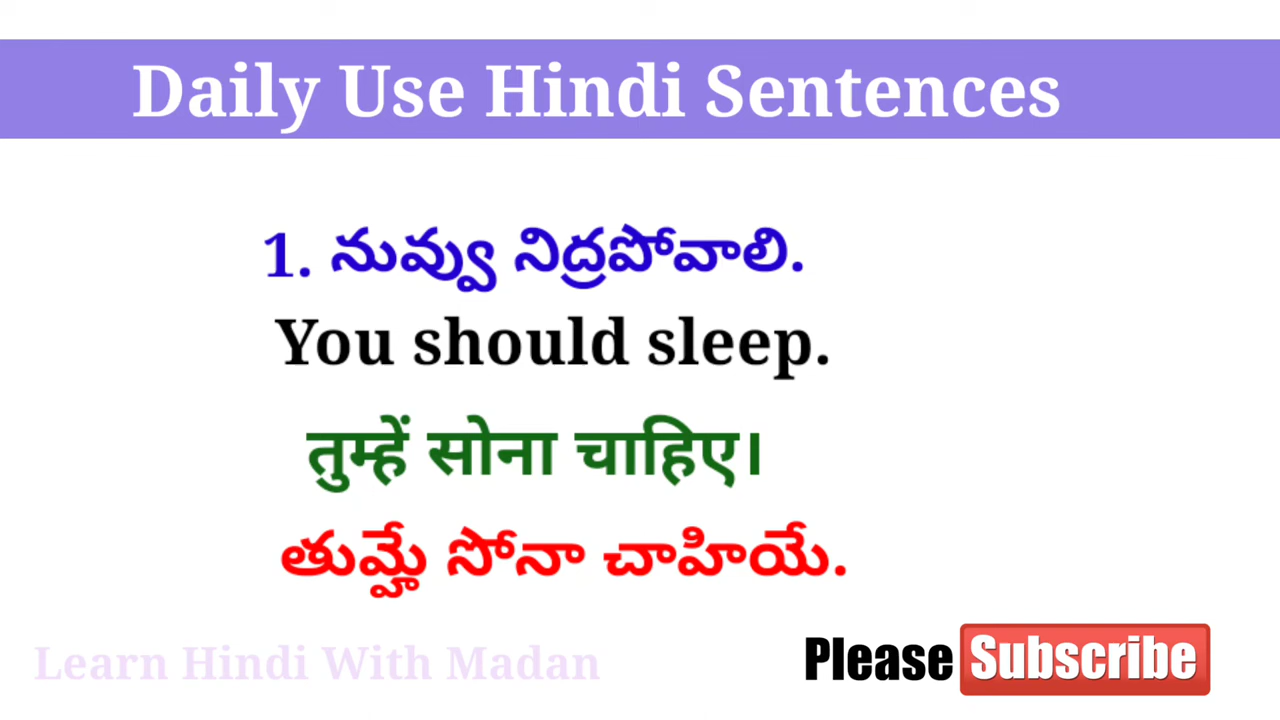 Daily Use Hindi Sentences
1. నువ్వు నిద్రపోవాలి.
You should sleep.
तुम्हें सोना चाहिए।
తుమ్హే సోనా చాహియే.
Learn Hindi With Madan
Please Subscribe